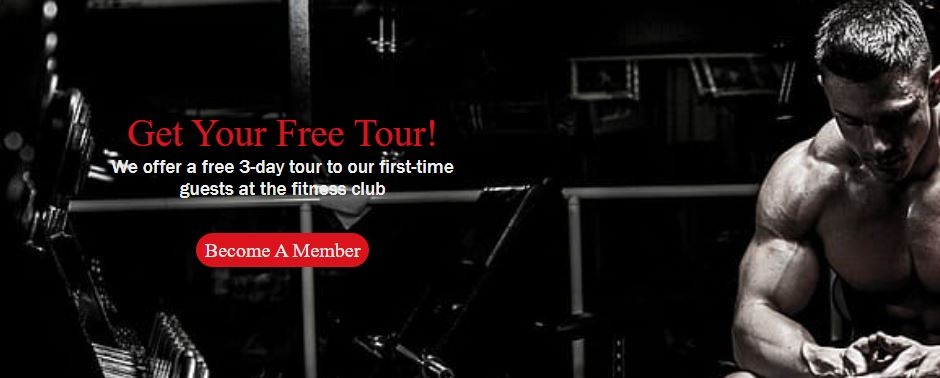 Get Your Free Tour!
We offer a free 3-day tour to our first-time
guests at the fitness club
Become A Member